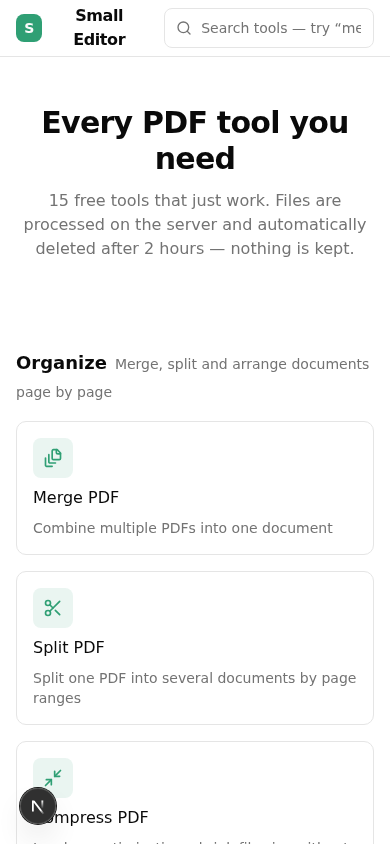 S
Small
Editor
Search tools — try “me
Every PDF tool you
need
15 free tools that just work. Files are
processed on the server and automatically
deleted after 2 hours — nothing is kept.
Organize Merge, split and arrange documents
page by page
Merge PDF
Combine multiple PDFs into one document
Split PDF
Split one PDF into several documents by page
ranges
N
PDF